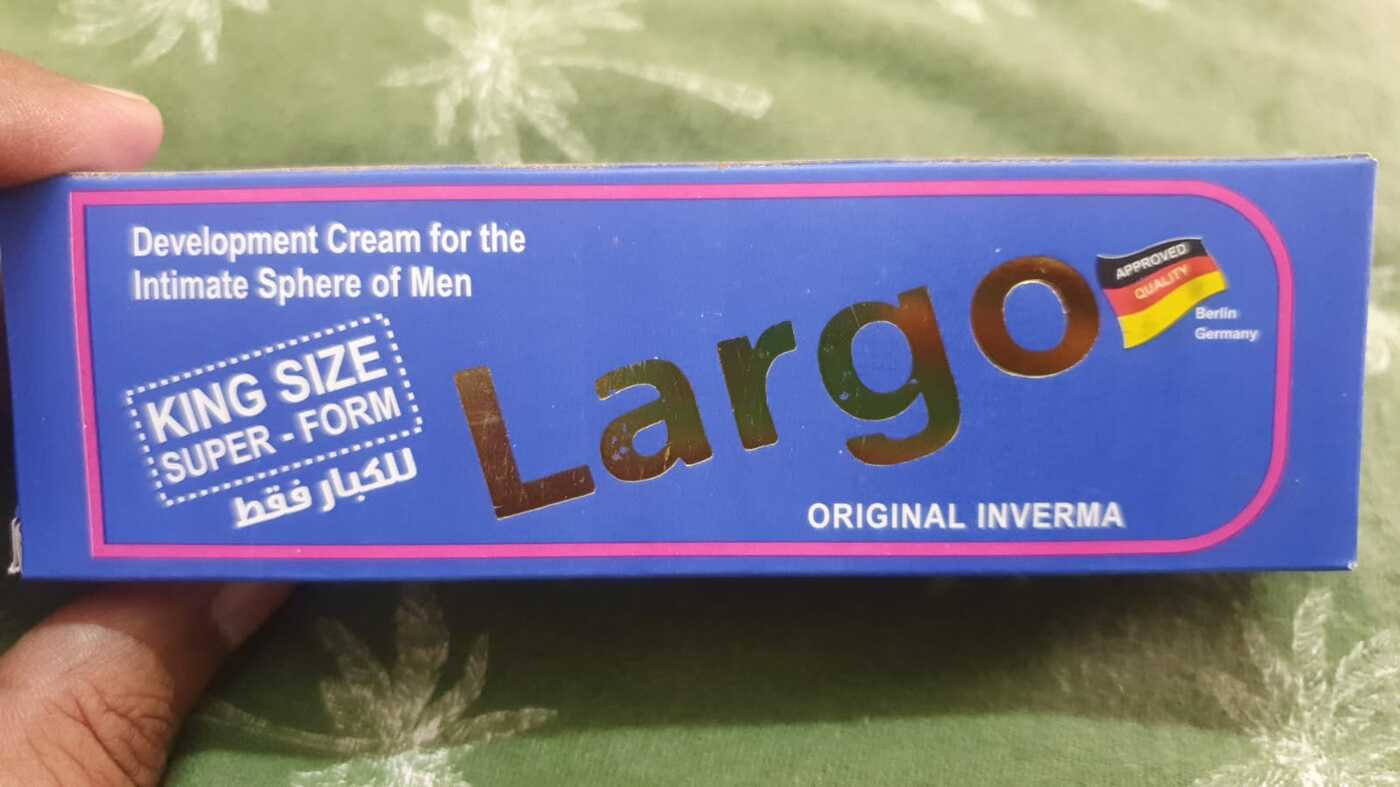 Development Cream for the
Intimate Sphere of Men
KING SIZE
SUPER - FORM
للكبار فقط
Largo
APPROVED
QUALITY
Berlin
Germany
ORIGINAL INVERMA